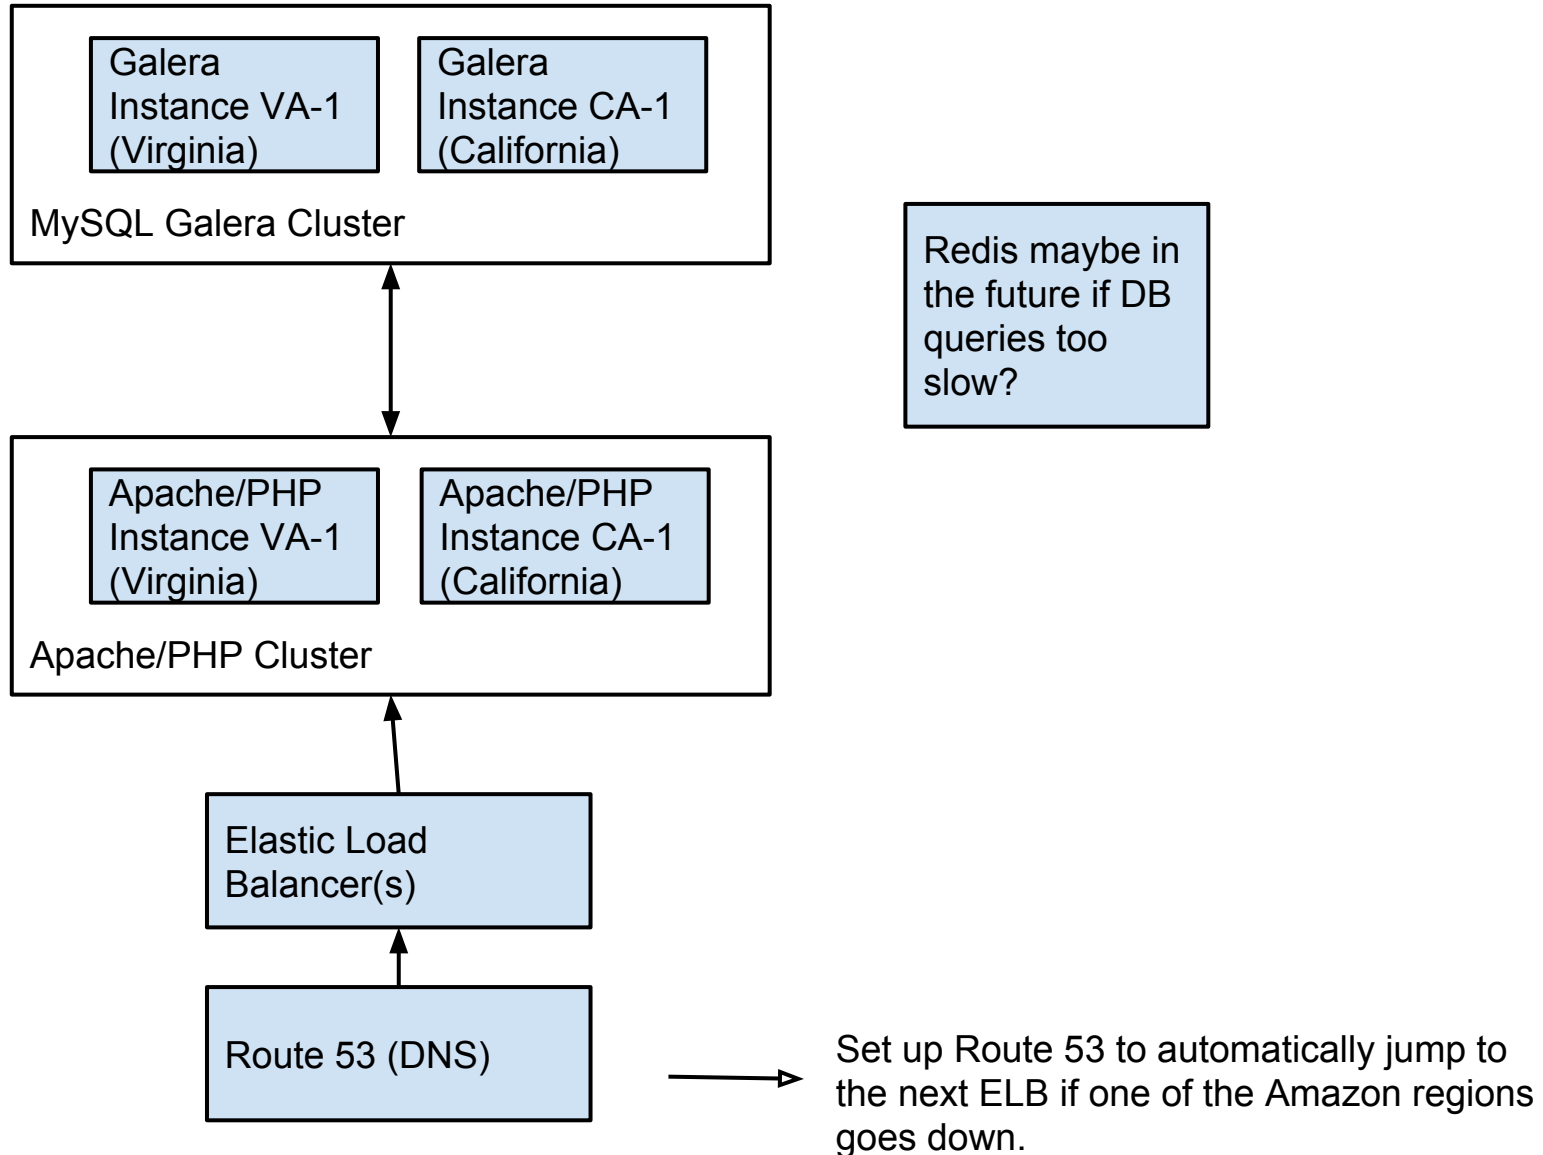 Galera
Instance VA-1
(Virginia)
Galera
Instance CA-1
(California)
MySQL Galera Cluster
Redis maybe in
the future if DB
queries too
slow?
Apache/PHP
Instance VA-1
(Virginia)
Apache/PHP
Instance CA-1
(California)
Apache/PHP Cluster
Elastic Load
Balancer(s)
Route 53 (DNS)
Set up Route 53 to automatically jump to
the next ELB if one of the Amazon regions
goes down.